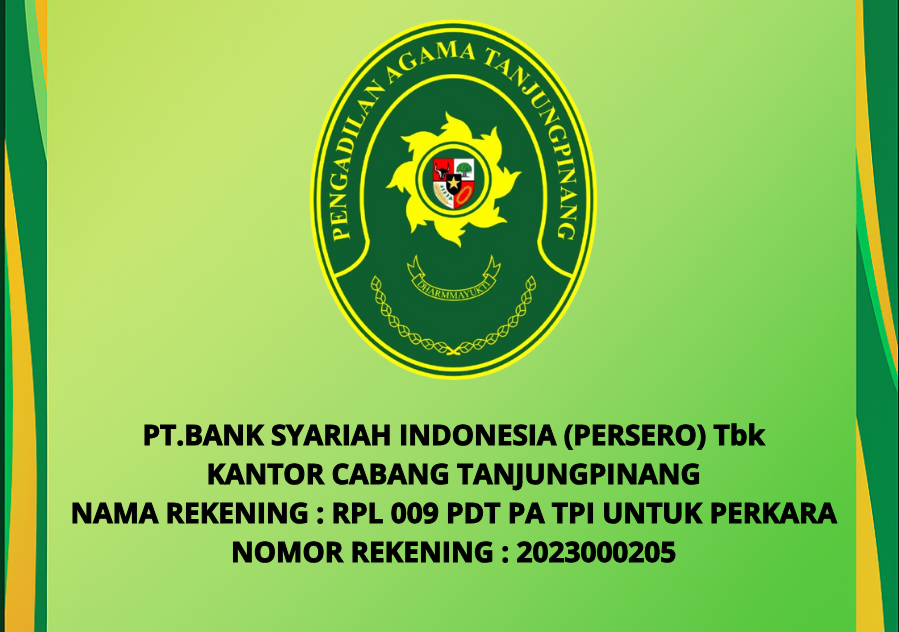 PENGADILAN AGAMA TANJUNGPINANG
DHARMMAYUKTI
PT.BANK SYARIAH INDONESIA (PERSERO) Tbk
KANTOR CABANG TANJUNGPINANG
NAMA REKENING : RPL 009 PDT PA TPI UNTUK PERKARA
NOMOR REKENING : 2023000205